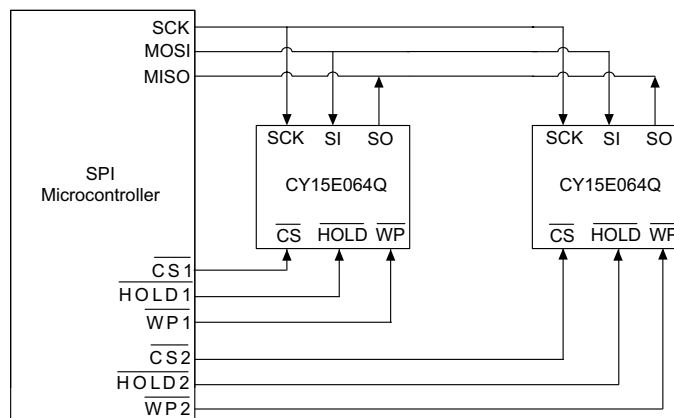 SCK
MOSI
MISO
SPI
Microcontroller
CS1
HOLD1
WP1
CS2
HOLD2
WP2
SCK SI SO
CY15E064Q
CS HOLD WP
SCK SI SO
CY15E064Q
CS HOLD WP